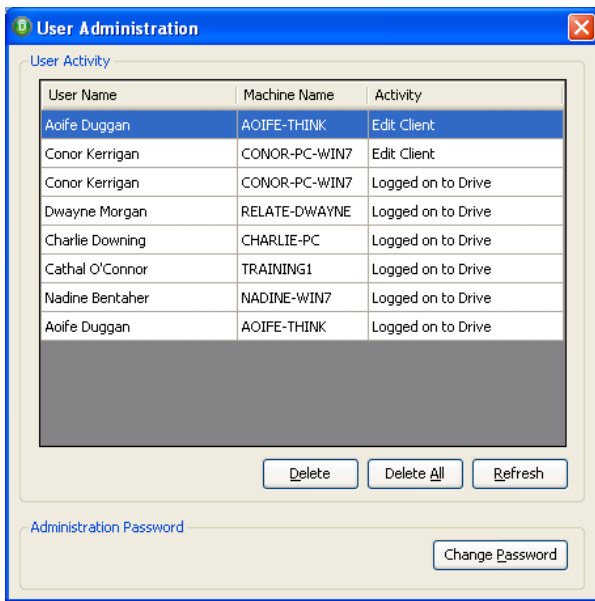 D User Administration
User Activity
User Name Machine Name Activity
Aoife Duggan AOIFE-THINK Edit Client
Conor Kerrigan CONOR-PC-WIN7 Edit Client
Conor Kerrigan CONOR-PC-WIN7 Logged on to Drive
Dwayne Morgan RELATE-DWAYNE Logged on to Drive
Charlie Downing CHARLIE-PC Logged on to Drive
Cathal O'Connor TRAINING1 Logged on to Drive
Nadine Bentaher NADINE-WIN7 Logged on to Drive
Aoife Duggan AOIFE-THINK Logged on to Drive
Delete Delete All Refresh
Administration Password
Change Password